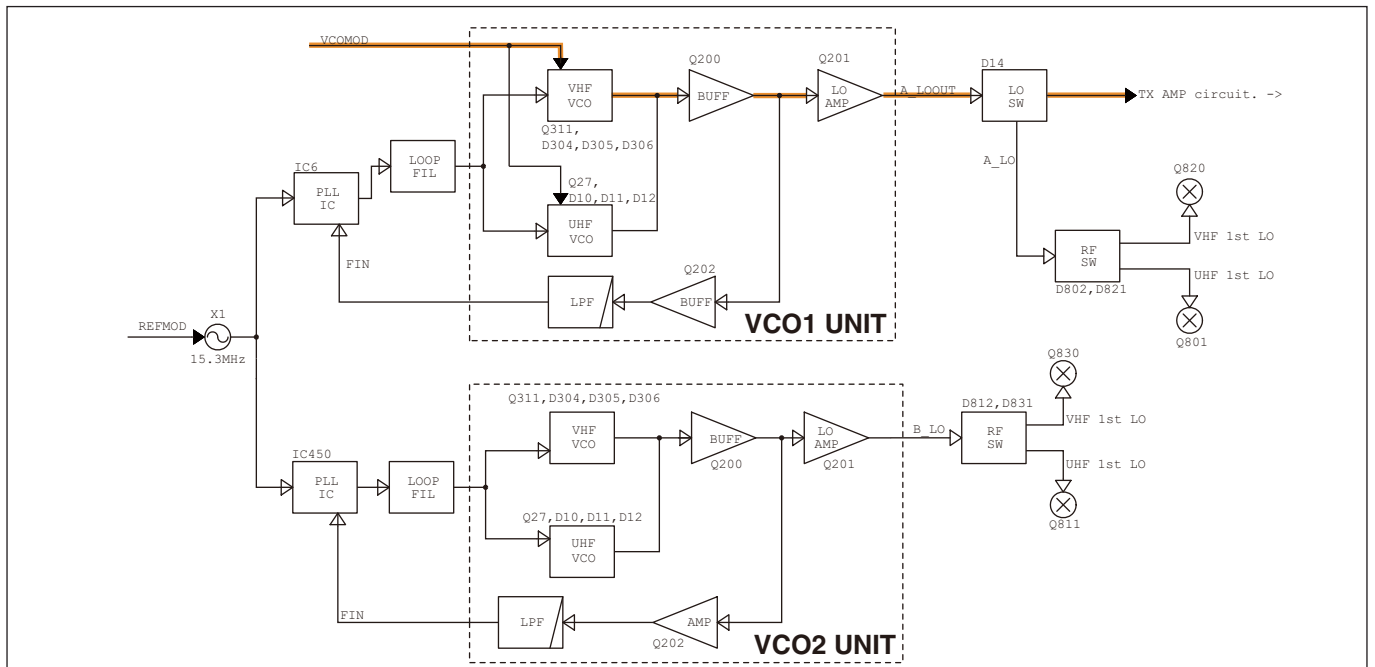 VCOMOD
VHF
VCO
Q311,
D304,D305,D306
Q200
BUFF
Q201
LO
AMP
A_LOOUT
D14
LO
SW
TX AMP circuit. ->
A_LO
IC6
PLL
IC
LOOP
FIL
Q27,
D10,D11,D12
UHF
VCO
Q820
VHF 1st LO
RF
SW
D802,D821
UHF 1st LO
Q801
FIN
LPF
Q202
BUFF
VCO1 UNIT
REFMOD
X1
15.3MHz
Q311,D304,D305,D306
VHF
VCO
BUFF
Q200
LO
AMP
Q201
B_LO
D812,D831
RF
SW
Q830
VHF 1st LO
UHF 1st LO
Q811
IC450
PLL
IC
LOOP
FIL
Q27,D10,D11,D12
UHF
VCO
FIN
LPF
AMP
Q202
VCO2 UNIT